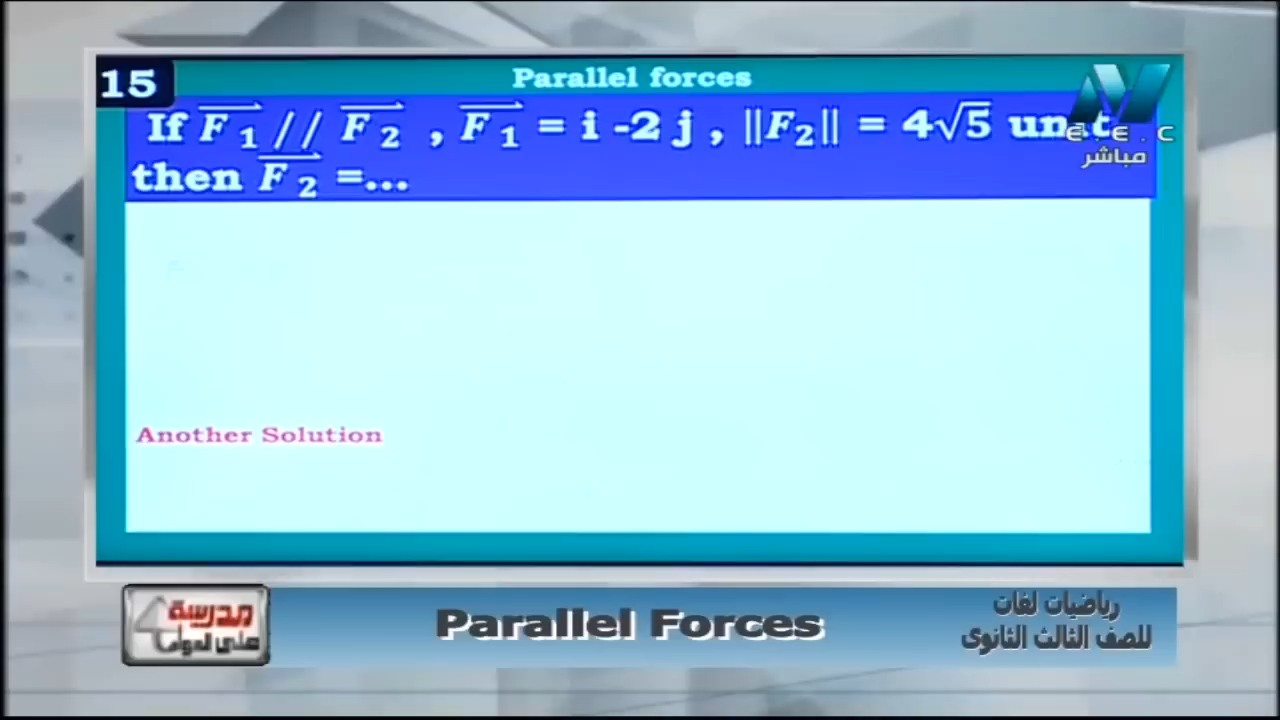 15
Parallel forces
If F₁ // F₂ , F₁ = i -2 j , ||F₂|| = 4√5 unit
then F₂ =...
E E . C
مباشر
Another Solution
مدرسة
على الهواء
Parallel Forces
رياضيات لغات
للصف الثالث الثانوى